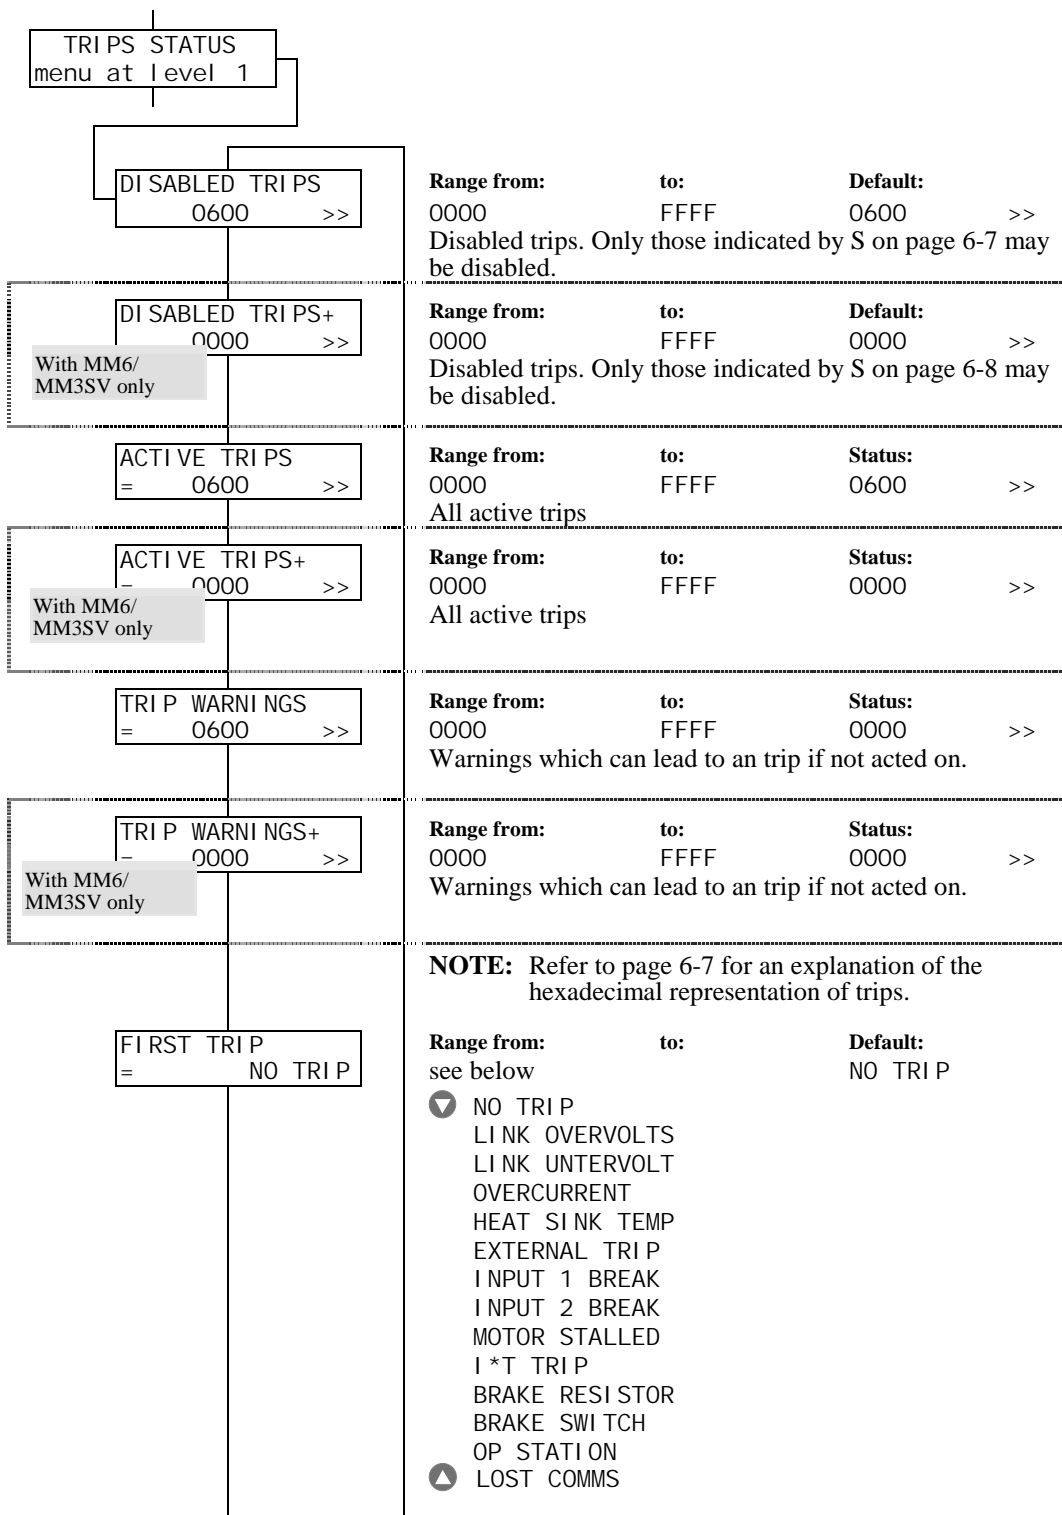 TRIPS STATUS
menu at level 1
DISABLED TRIPS
0600 >>
Range from: to: Default:
0000 FFFF 0600 >>
Disabled trips. Only those indicated by S on page 6-7 may
be disabled.
DISABLED TRIPS+
0000 >>
With MM6/
MM3SV only
Range from: to: Default:
0000 FFFF 0000 >>
Disabled trips. Only those indicated by S on page 6-8 may
be disabled.
ACTIVE TRIPS
= 0600 >>
Range from: to: Status:
0000 FFFF 0600 >>
All active trips
ACTIVE TRIPS+
= 0000 >>
With MM6/
MM3SV only
Range from: to: Status:
0000 FFFF 0000 >>
All active trips
TRIP WARNINGS
= 0600 >>
Range from: to: Status:
0000 FFFF 0000 >>
Warnings which can lead to an trip if not acted on.
TRIP WARNINGS+
= 0000 >>
With MM6/
MM3SV only
Range from: to: Status:
0000 FFFF 0000 >>
Warnings which can lead to an trip if not acted on.
NOTE: Refer to page 6-7 for an explanation of the
hexadecimal representation of trips.
FIRST TRIP
= NO TRIP
Range from: to: Default:
see below NO TRIP
NO TRIP
LINK OVERVOLTS
LINK UNTERVOLT
OVERCURRENT
HEAT SINK TEMP
EXTERNAL TRIP
INPUT 1 BREAK
INPUT 2 BREAK
MOTOR STALLED
I*T TRIP
BRAKE RESISTOR
BRAKE SWITCH
OP STATION
LOST COMMS